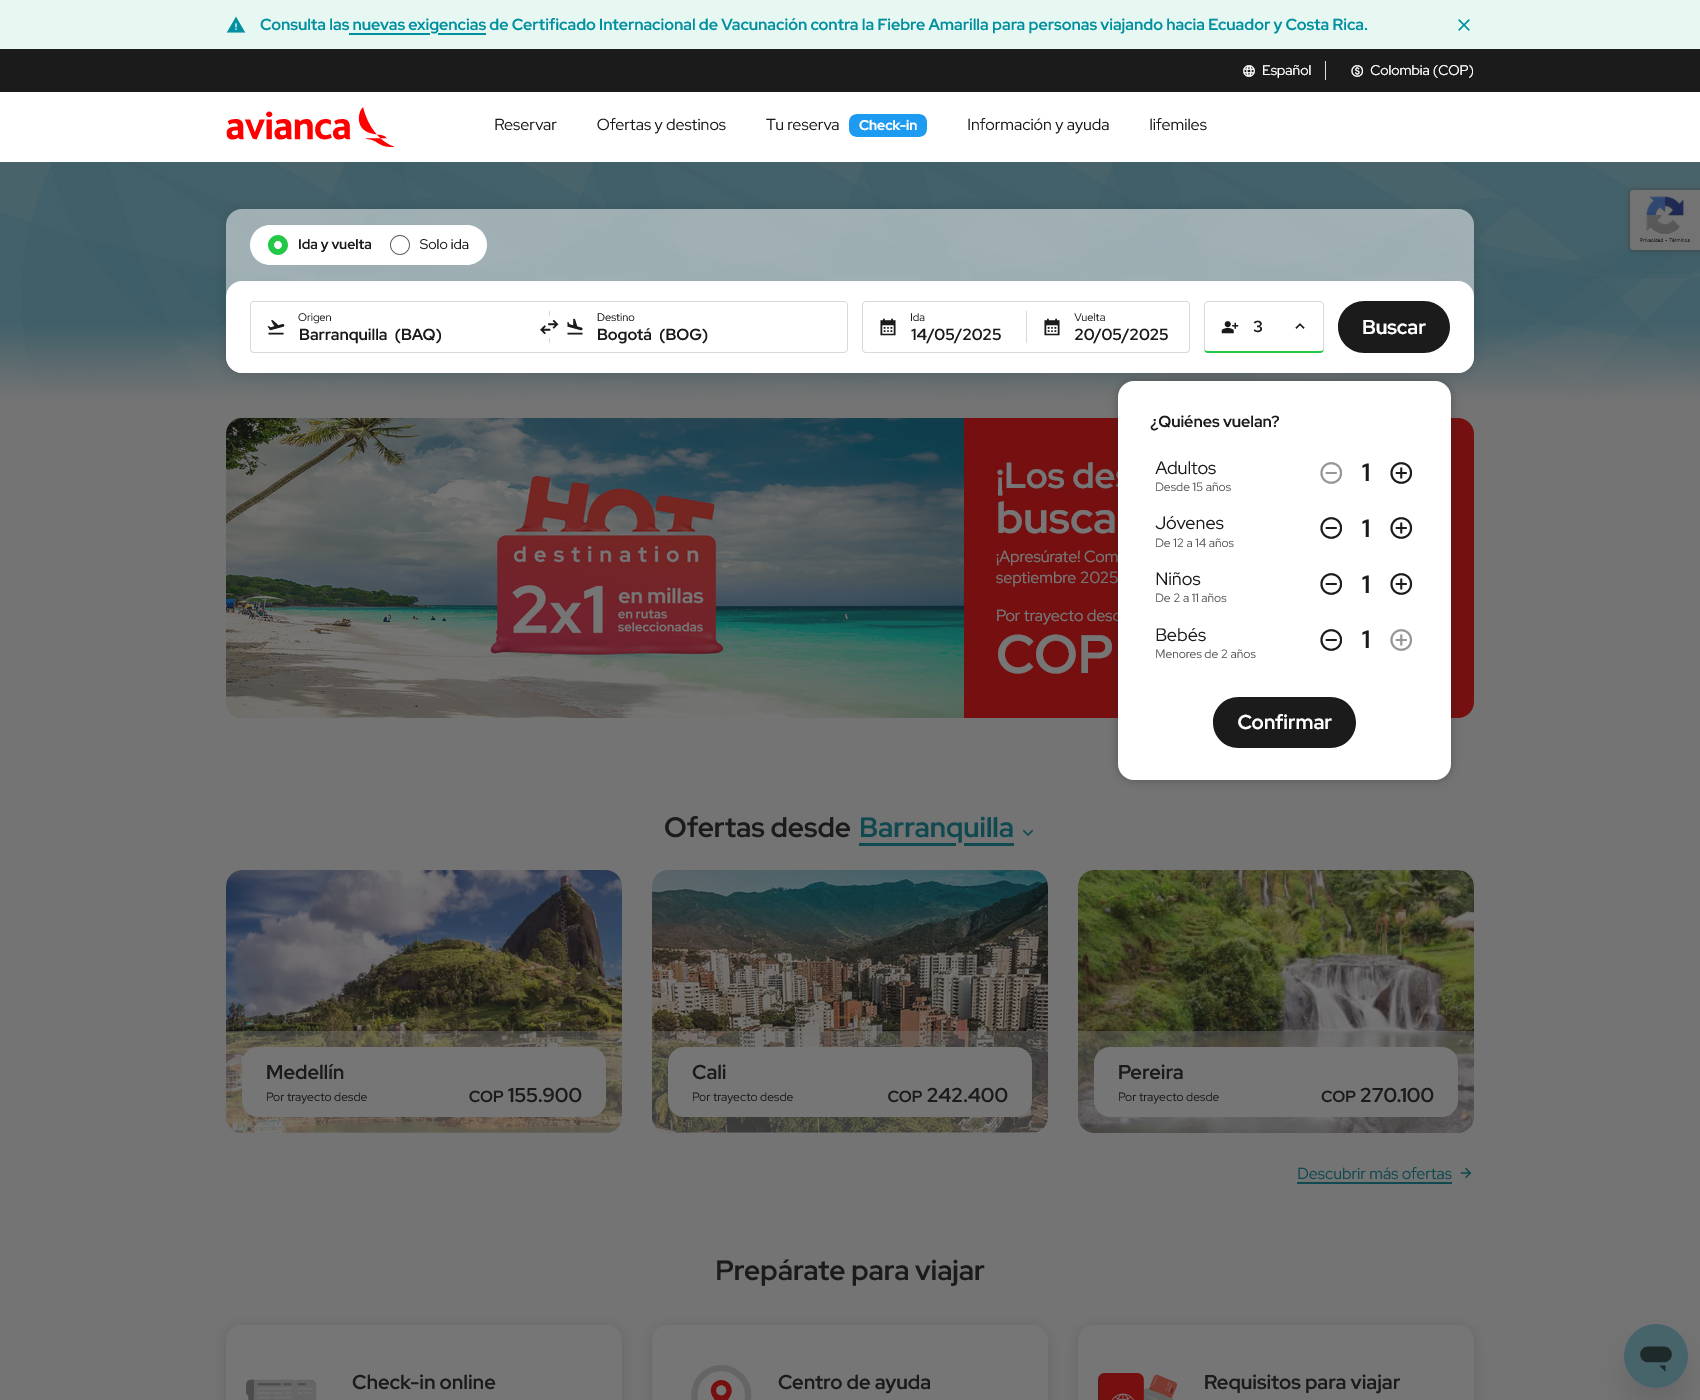 Consulta las nuevas exigencias de Certificado Internacional de Vacunación contra la Fiebre Amarilla para personas viajando hacia Ecuador y Costa Rica.
Español
Colombia (COP)
avianca
Reservar
Ofertas y destinos
Tu reserva
Check-in
Información y ayuda
lifemiles
Privacidad - Términos
Ida y vuelta
Solo ida
Origen
Barranquilla (BAQ)
Destino
Bogotá (BOG)
Ida
14/05/2025
Vuelta
20/05/2025
3
Buscar
HOT
destination
2x1 en millas
en rutas
seleccionadas
¡Los des
busca
¡Apresúrate! Com
septiembre 2025
Por trayecto desd
COP
¿Quiénes vuelan?
Adultos
Desde 15 años
1
Jóvenes
De 12 a 14 años
1
Niños
De 2 a 11 años
1
Bebés
Menores de 2 años
1
Confirmar
Ofertas desde Barranquilla
Medellín
Por trayecto desde
COP 155.900
Cali
Por trayecto desde
COP 242.400
Pereira
Por trayecto desde
COP 270.100
Descubrir más ofertas
Prepárate para viajar
Check-in online
Centro de ayuda
Requisitos para viajar